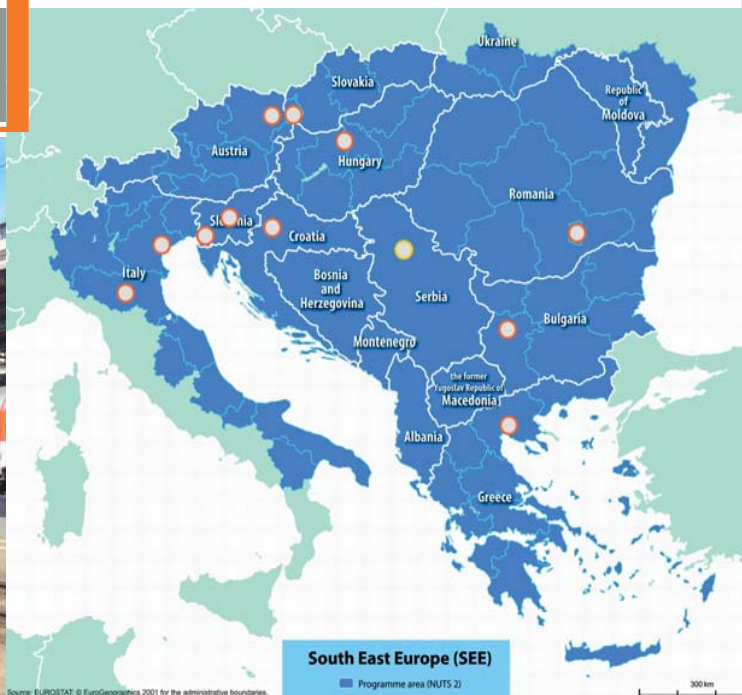 Ukraine
Slovakia
Republic
of
Moldova
Austria
Hungary
Romania
Slovenia
Croatia
Italy
Bosnia
and
Herzegovina
Serbia
Bulgaria
Montenegro
the former
Yugoslav Republic of
Macedonia
Albania
Greece
South East Europe (SEE)
Programme area (NUTS 2)
300 km
Source: EUROSTAT © EuroGeographics 2001 for the administrative boundaries.